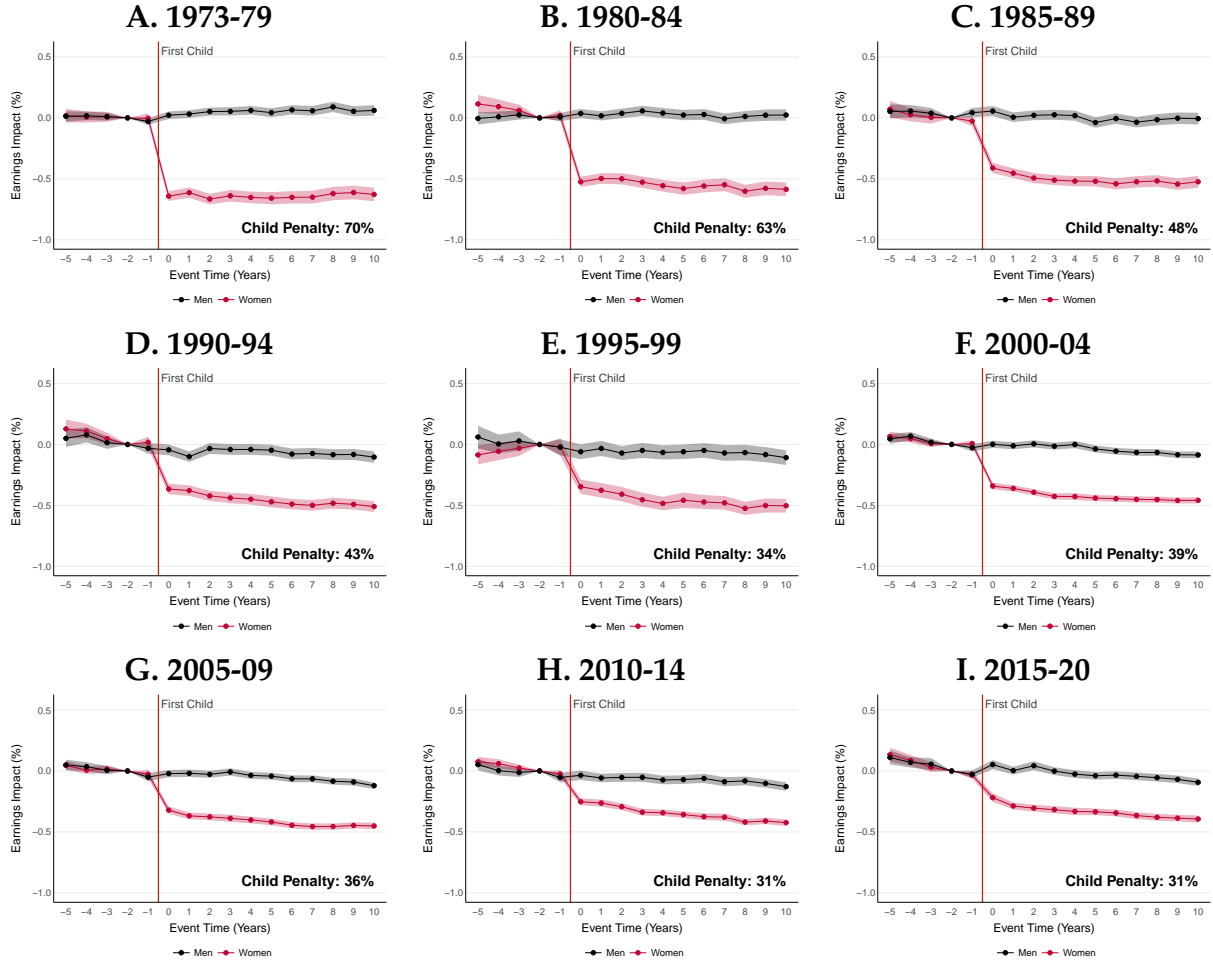 A. 1973-79
First Child
Earnings Impact (%)
0.5
0.0
−0.5
−1.0
Child Penalty: 70%
−5 −4 −3 −2 −1 0 1 2 3 4 5 6 7 8 9 10
Event Time (Years)
Men Women
B. 1980-84
First Child
Earnings Impact (%)
0.5
0.0
−0.5
−1.0
Child Penalty: 63%
−5 −4 −3 −2 −1 0 1 2 3 4 5 6 7 8 9 10
Event Time (Years)
Men Women
C. 1985-89
First Child
Earnings Impact (%)
0.5
0.0
−0.5
−1.0
Child Penalty: 48%
−5 −4 −3 −2 −1 0 1 2 3 4 5 6 7 8 9 10
Event Time (Years)
Men Women
D. 1990-94
First Child
Earnings Impact (%)
0.5
0.0
−0.5
−1.0
Child Penalty: 43%
−5 −4 −3 −2 −1 0 1 2 3 4 5 6 7 8 9 10
Event Time (Years)
Men Women
E. 1995-99
First Child
Earnings Impact (%)
0.5
0.0
−0.5
−1.0
Child Penalty: 34%
−5 −4 −3 −2 −1 0 1 2 3 4 5 6 7 8 9 10
Event Time (Years)
Men Women
F. 2000-04
First Child
Earnings Impact (%)
0.5
0.0
−0.5
−1.0
Child Penalty: 39%
−5 −4 −3 −2 −1 0 1 2 3 4 5 6 7 8 9 10
Event Time (Years)
Men Women
G. 2005-09
First Child
Earnings Impact (%)
0.5
0.0
−0.5
−1.0
Child Penalty: 36%
−5 −4 −3 −2 −1 0 1 2 3 4 5 6 7 8 9 10
Event Time (Years)
Men Women
H. 2010-14
First Child
Earnings Impact (%)
0.5
0.0
−0.5
−1.0
Child Penalty: 31%
−5 −4 −3 −2 −1 0 1 2 3 4 5 6 7 8 9 10
Event Time (Years)
Men Women
I. 2015-20
First Child
Earnings Impact (%)
0.5
0.0
−0.5
−1.0
Child Penalty: 31%
−5 −4 −3 −2 −1 0 1 2 3 4 5 6 7 8 9 10
Event Time (Years)
Men Women